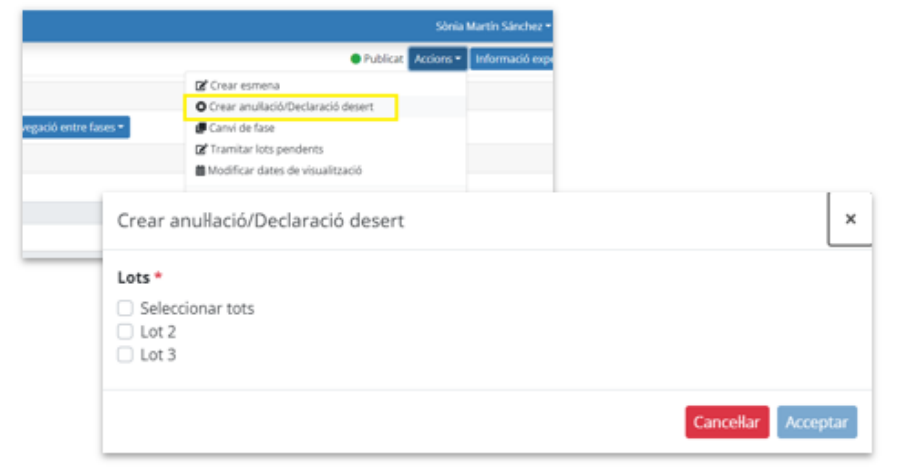 Sònia Martín Sánchez
Publicat Accions Informació expe
Crear esmena
Crear anul·lació/Declaració desert
vegació entre fases
Canvi de fase
Tramitar lots pendents
Modificar dates de visualització
Crear anul·lació/Declaració desert
×
Lots *
Seleccionar tots
Lot 2
Lot 3
Cancel·lar Acceptar